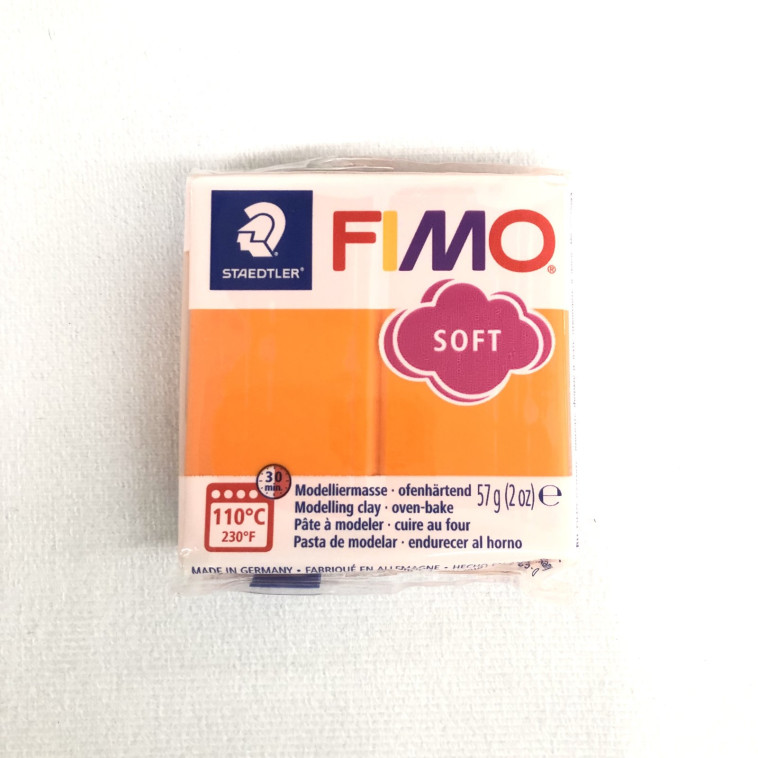 STAEDTLER®
FIMO®
SOFT
30
min.
110°C
230°F
Modelliermasse · ofenhärtend
Modelling clay · oven-bake
Pâte à modeler · cuire au four
Pasta de modelar · endurecer al horno
57 g (2 oz) ℮
MADE IN GERMANY • FABRIQUÉ EN ALLEMAGNE • HECHO